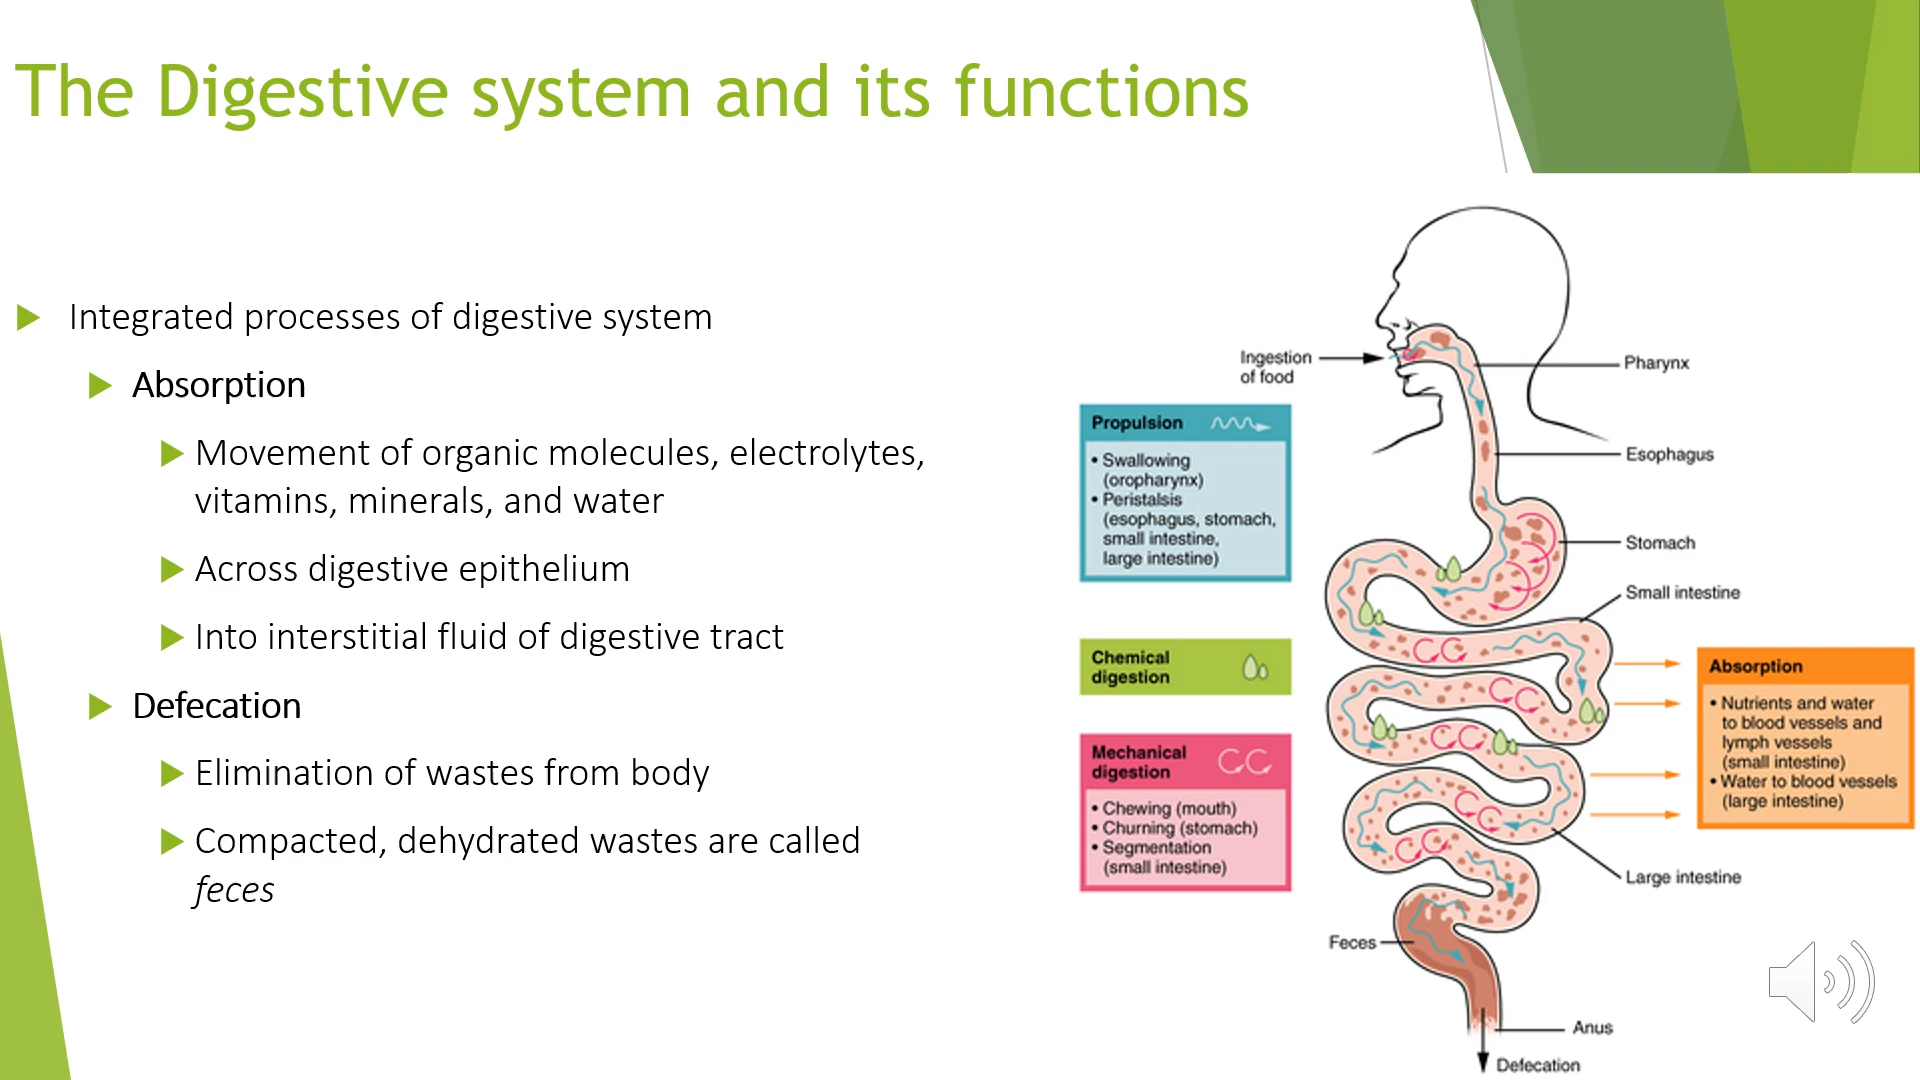 The Digestive system and its functions
Integrated processes of digestive system
Absorption
Movement of organic molecules, electrolytes,
vitamins, minerals, and water
Across digestive epithelium
Into interstitial fluid of digestive tract
Defecation
Elimination of wastes from body
Compacted, dehydrated wastes are called
feces
Ingestion
of food
Pharynx
Propulsion
• Swallowing
(oropharynx)
• Peristalsis
(esophagus, stomach,
small intestine,
large intestine)
Esophagus
Stomach
Small intestine
Chemical
digestion
Absorption
• Nutrients and water
to blood vessels and
lymph vessels
(small intestine)
• Water to blood vessels
(large intestine)
Mechanical
digestion
• Chewing (mouth)
• Churning (stomach)
• Segmentation
(small intestine)
Large intestine
Feces
Anus
Defecation